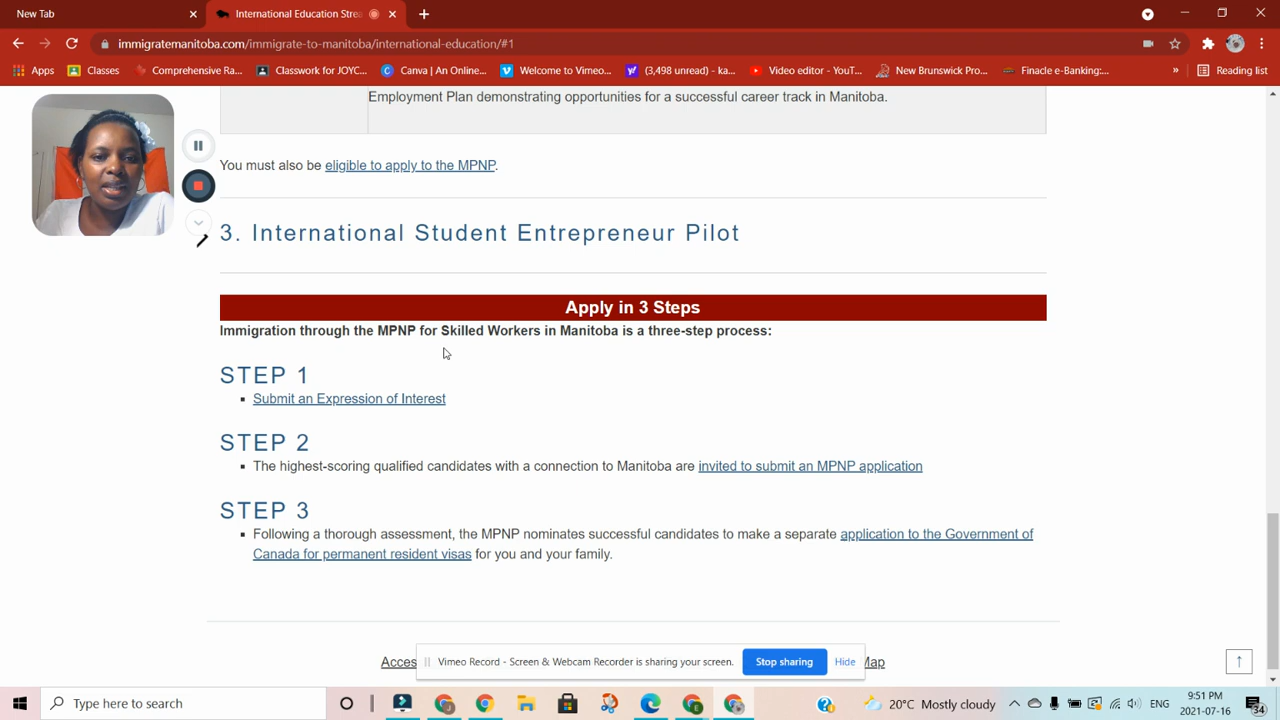 New Tab
International Education Strea
immigratemanitoba.com/immigrate-to-manitoba/international-education/#1
Apps Classes Comprehensive Ra... Classwork for JOYC... Canva | An Online... Welcome to Vimeo... (3,498 unread) - ka... Video editor - YouT... New Brunswick Pro... Finacle e-Banking;... » Reading list
Employment Plan demonstrating opportunities for a successful career track in Manitoba.
You must also be eligible to apply to the MPNP.
3. International Student Entrepreneur Pilot
Apply in 3 Steps
Immigration through the MPNP for Skilled Workers in Manitoba is a three-step process:
STEP 1
Submit an Expression of Interest
STEP 2
The highest-scoring qualified candidates with a connection to Manitoba are invited to submit an MPNP application
STEP 3
Following a thorough assessment, the MPNP nominates successful candidates to make a separate application to the Government of
Canada for permanent resident visas for you and your family.
Acces Map
Vimeo Record - Screen & Webcam Recorder is sharing your screen. Stop sharing Hide
Type here to search
20°C Mostly cloudy
ENG
9:51 PM
2021-07-16
34